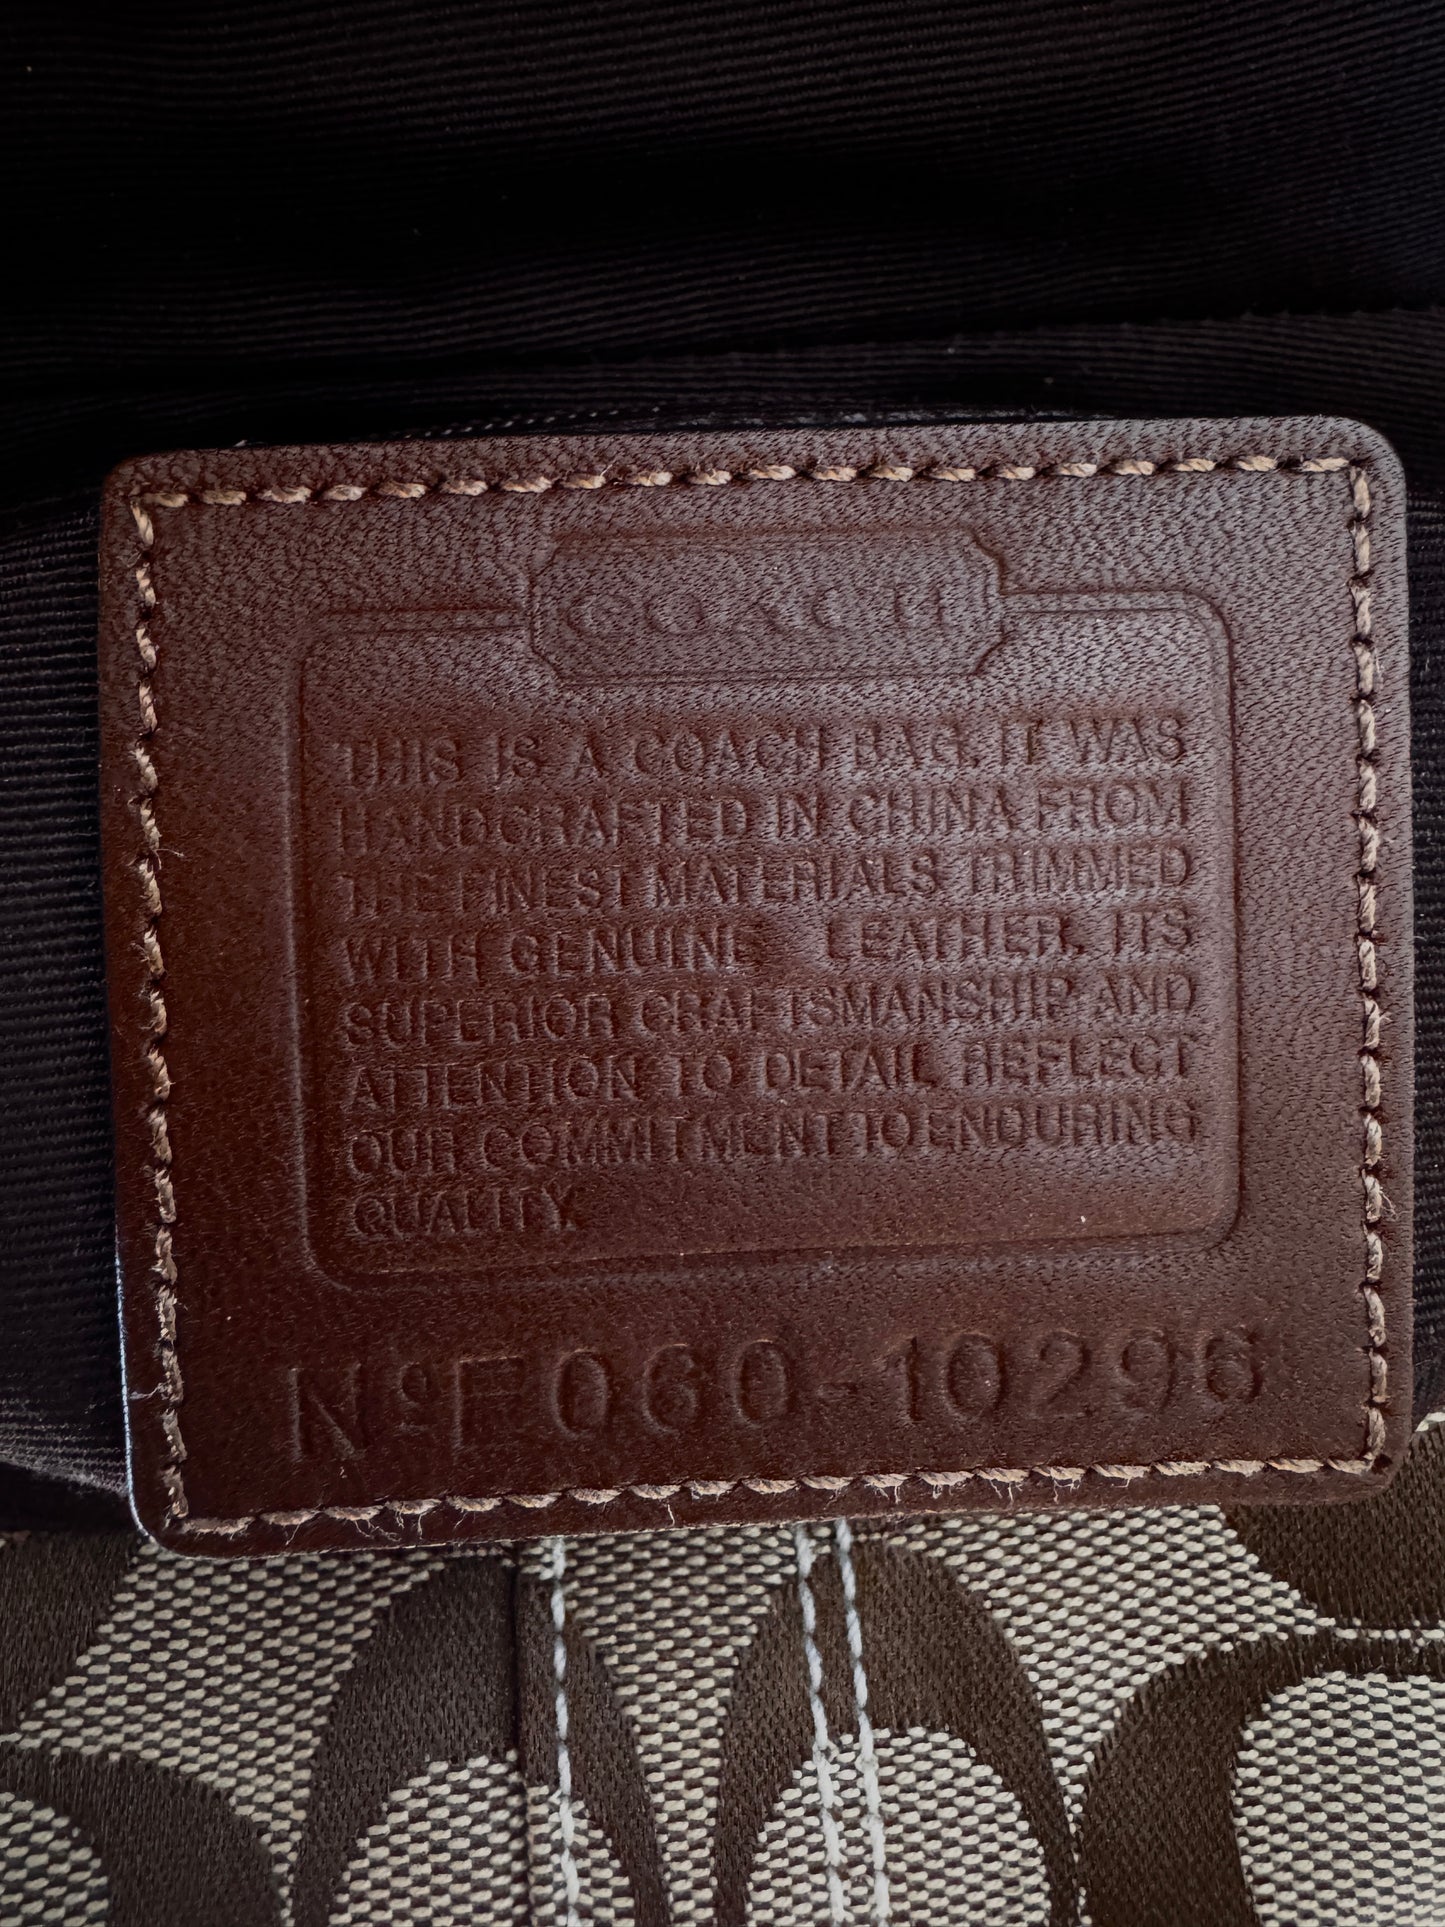 COACH
THIS IS A COACH BAG. IT WAS
HANDCRAFTED IN CHINA FROM
THE FINEST MATERIALS TRIMMED
WITH GENUINE LEATHER. ITS
SUPERIOR CRAFTSMANSHIP AND
ATTENTION TO DETAIL REFLECT
OUR COMMITMENT TO ENDURING
QUALITY.
Nº F060-10296